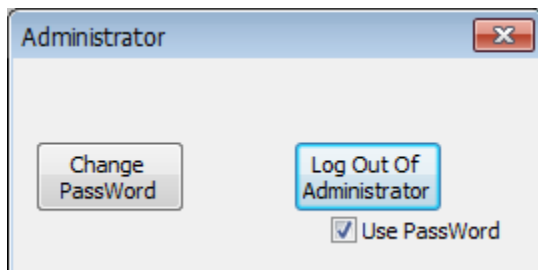 Administrator
Change
PassWord
Log Out Of
Administrator
Use PassWord